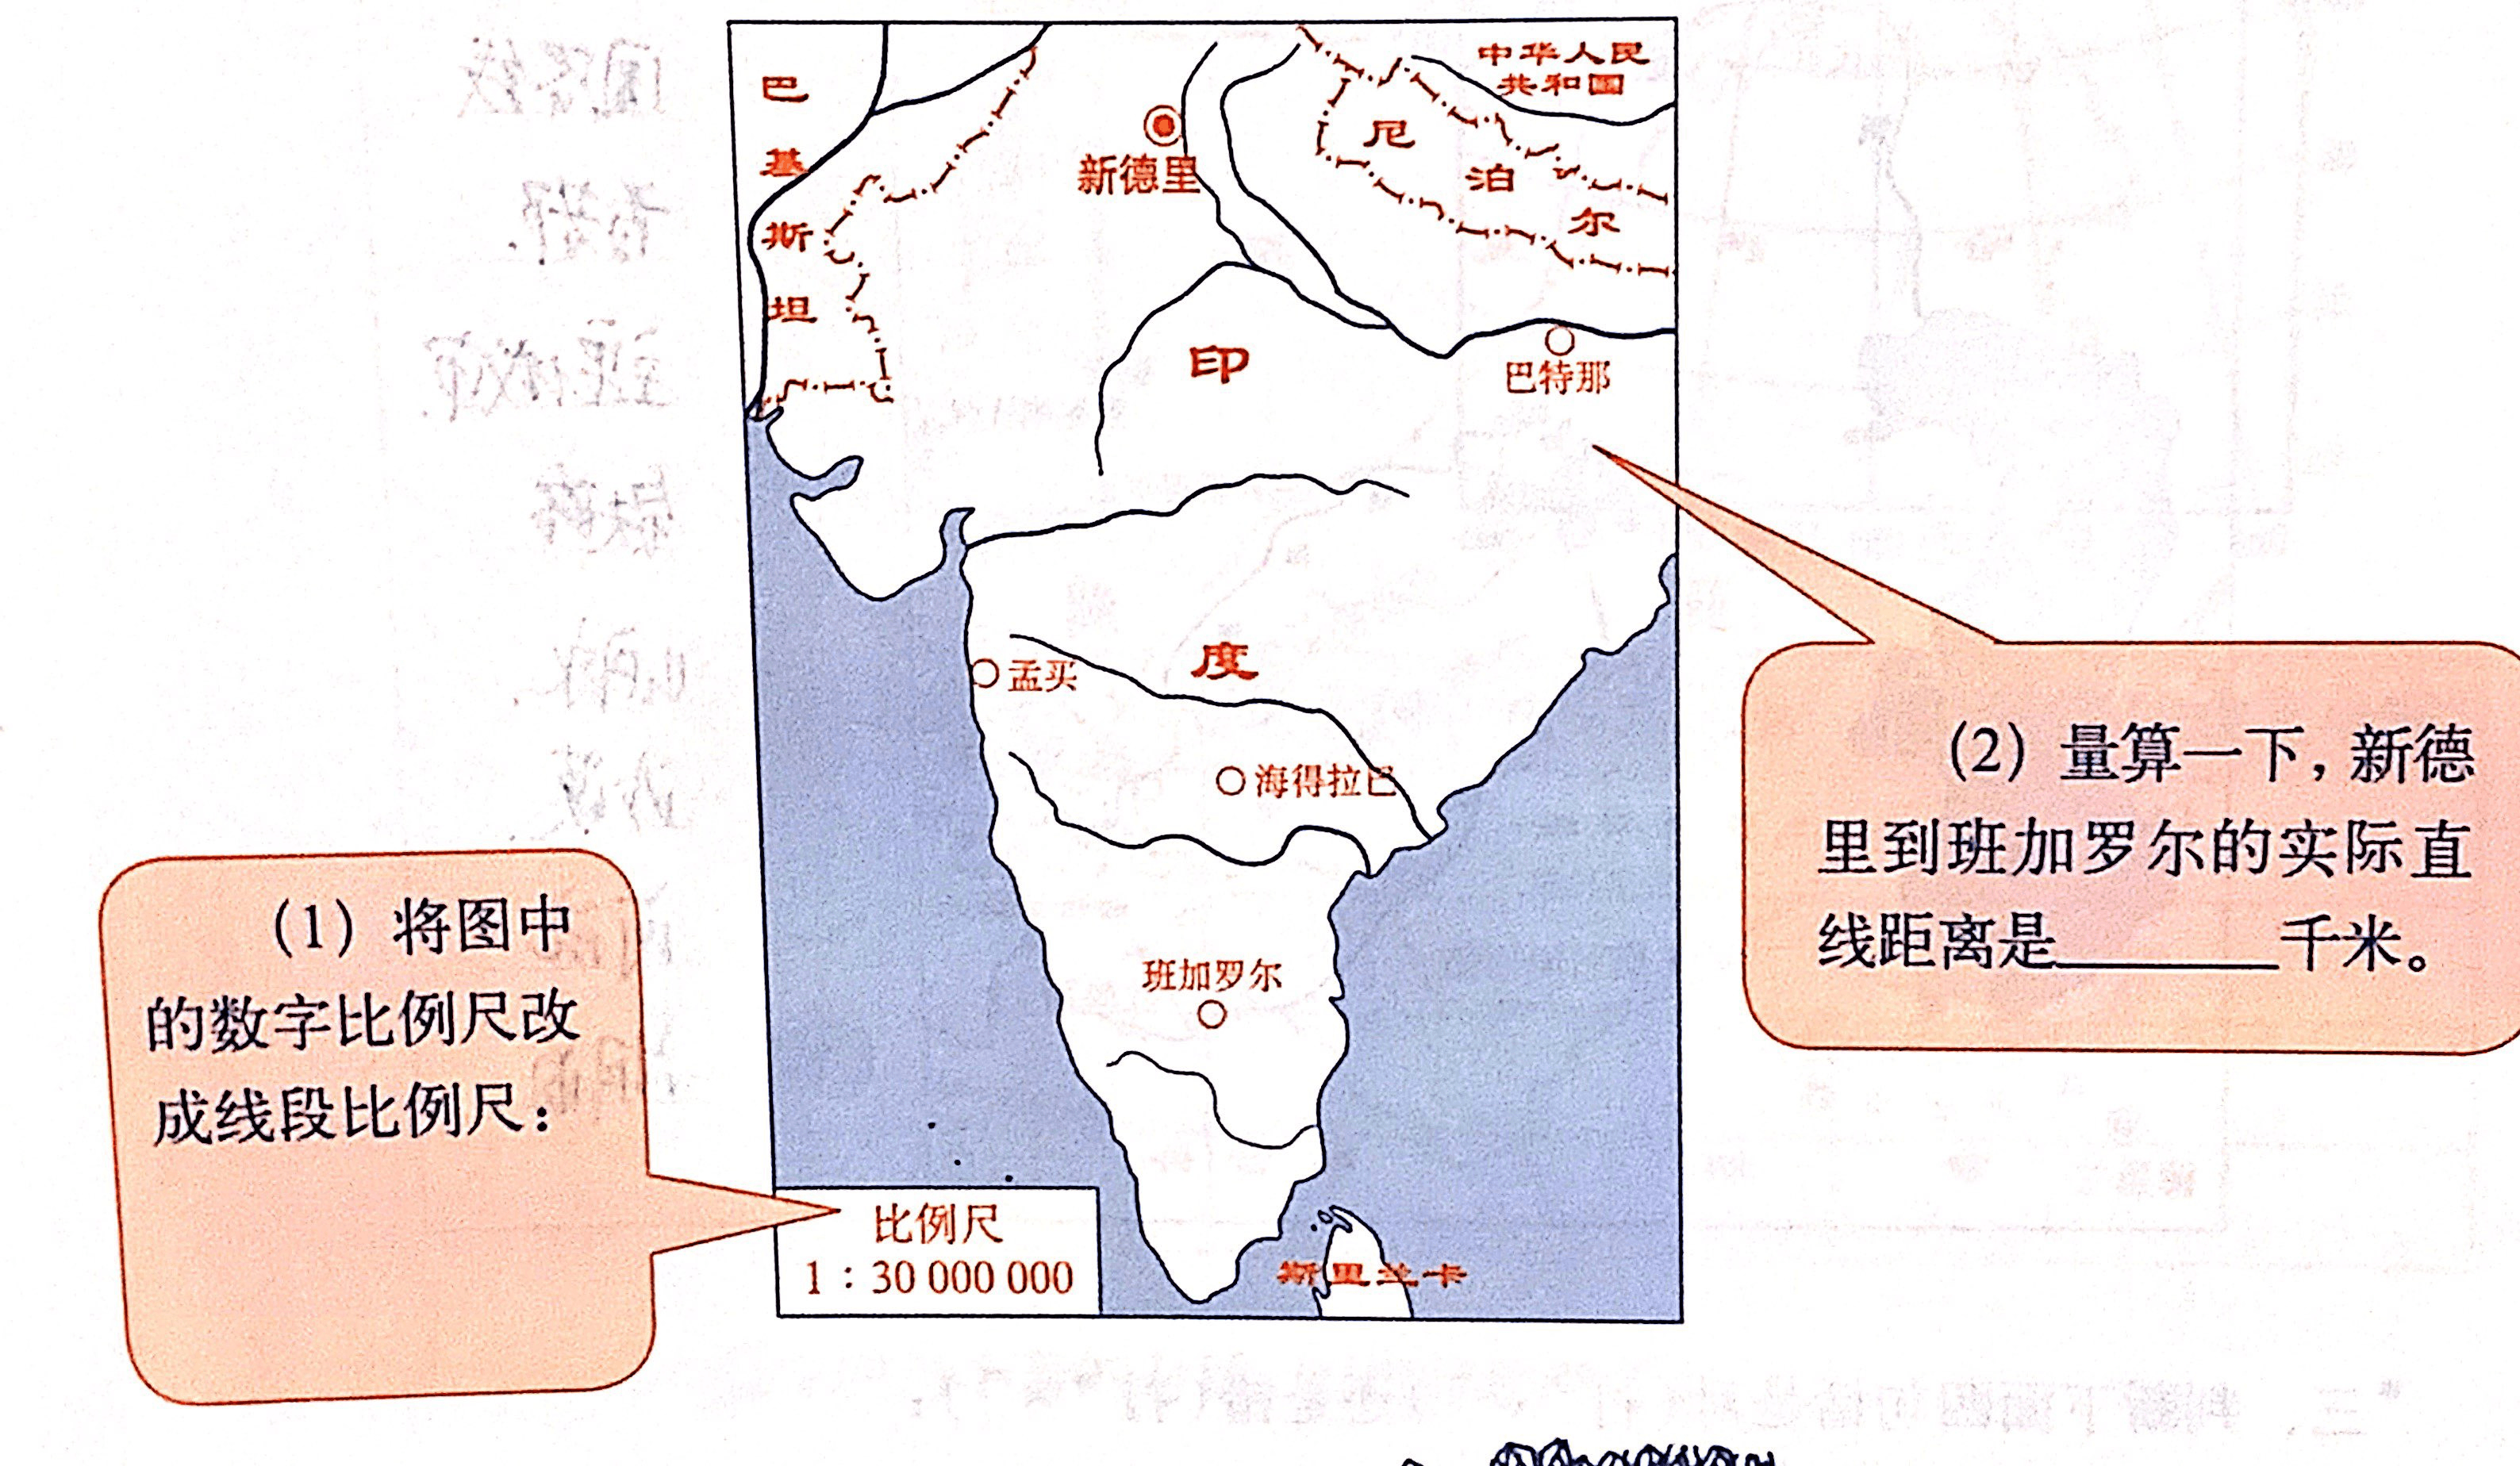 巴
基
斯
坦
中华人民
共和国
尼
泊
尔
新德里
印
巴特那
度
孟买
海得拉巴
班加罗尔
比例尺
1 : 30 000 000
斯里兰卡
(1) 将图中
的数字比例尺改
成线段比例尺:
(2) 量算一下, 新德
里到班加罗尔的实际直
线距离是________千米。